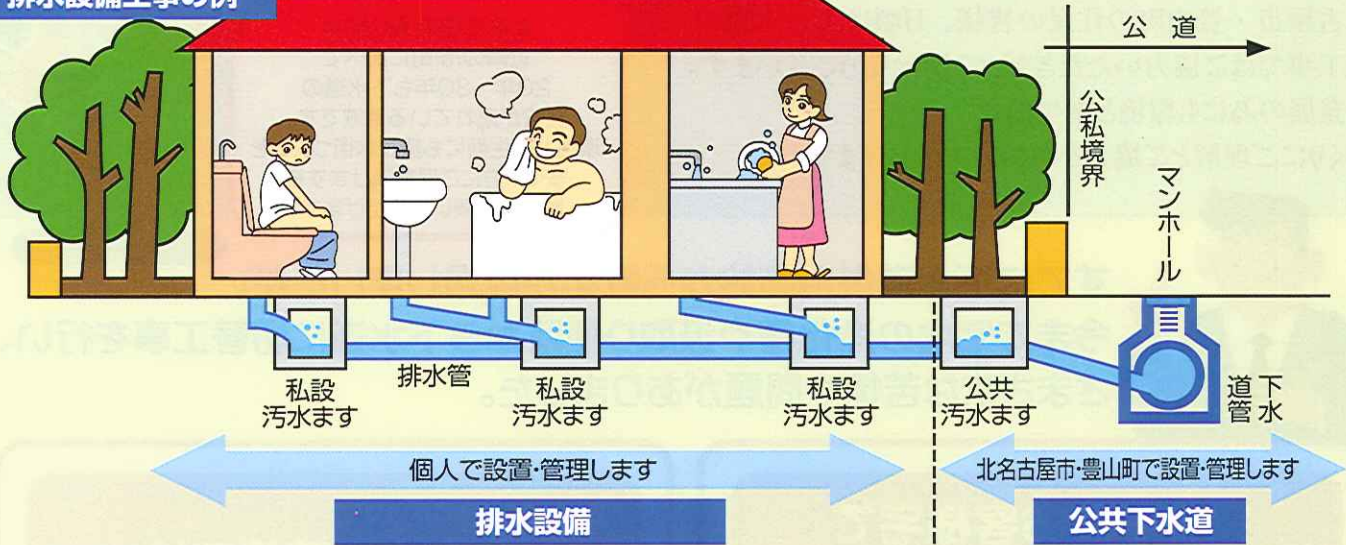 排水設備工事の例
公道
公私境界
マンホール
私設
汚水ます
排水管
私設
汚水ます
私設
汚水ます
公共
汚水ます
下水
道管
個人で設置・管理します
北名古屋市・豊山町で設置・管理します
排水設備
公共下水道